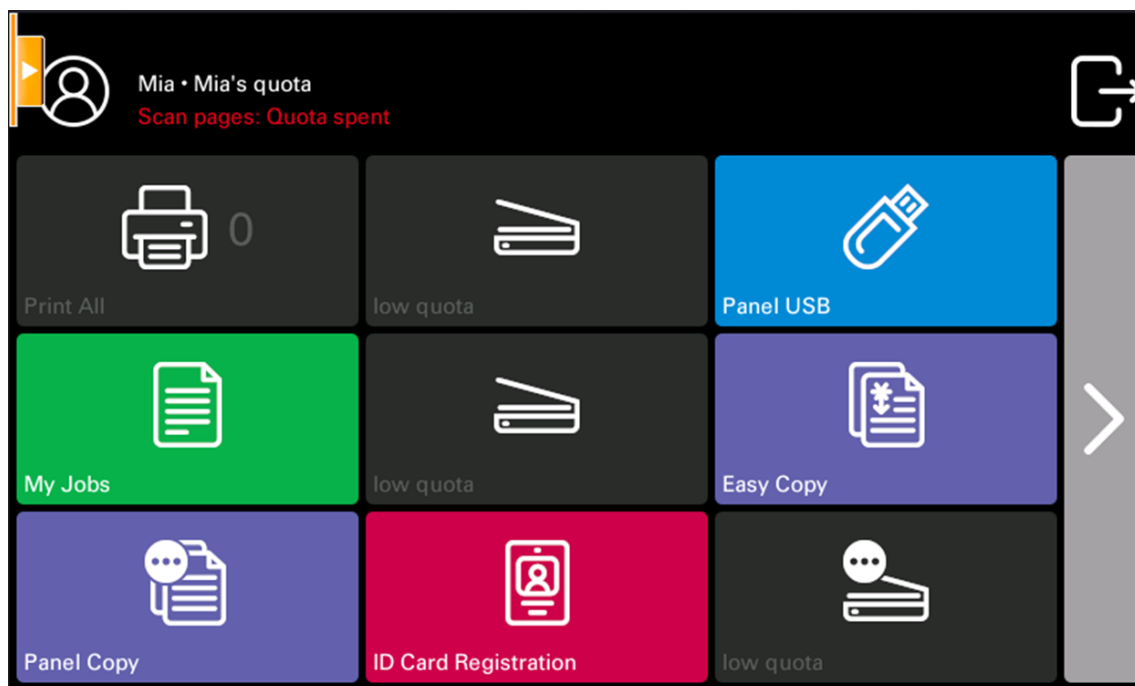 Mia • Mia's quota
Scan pages: Quota spent
0
Print All
low quota
Panel USB
My Jobs
low quota
Easy Copy
Panel Copy
ID Card Registration
low quota